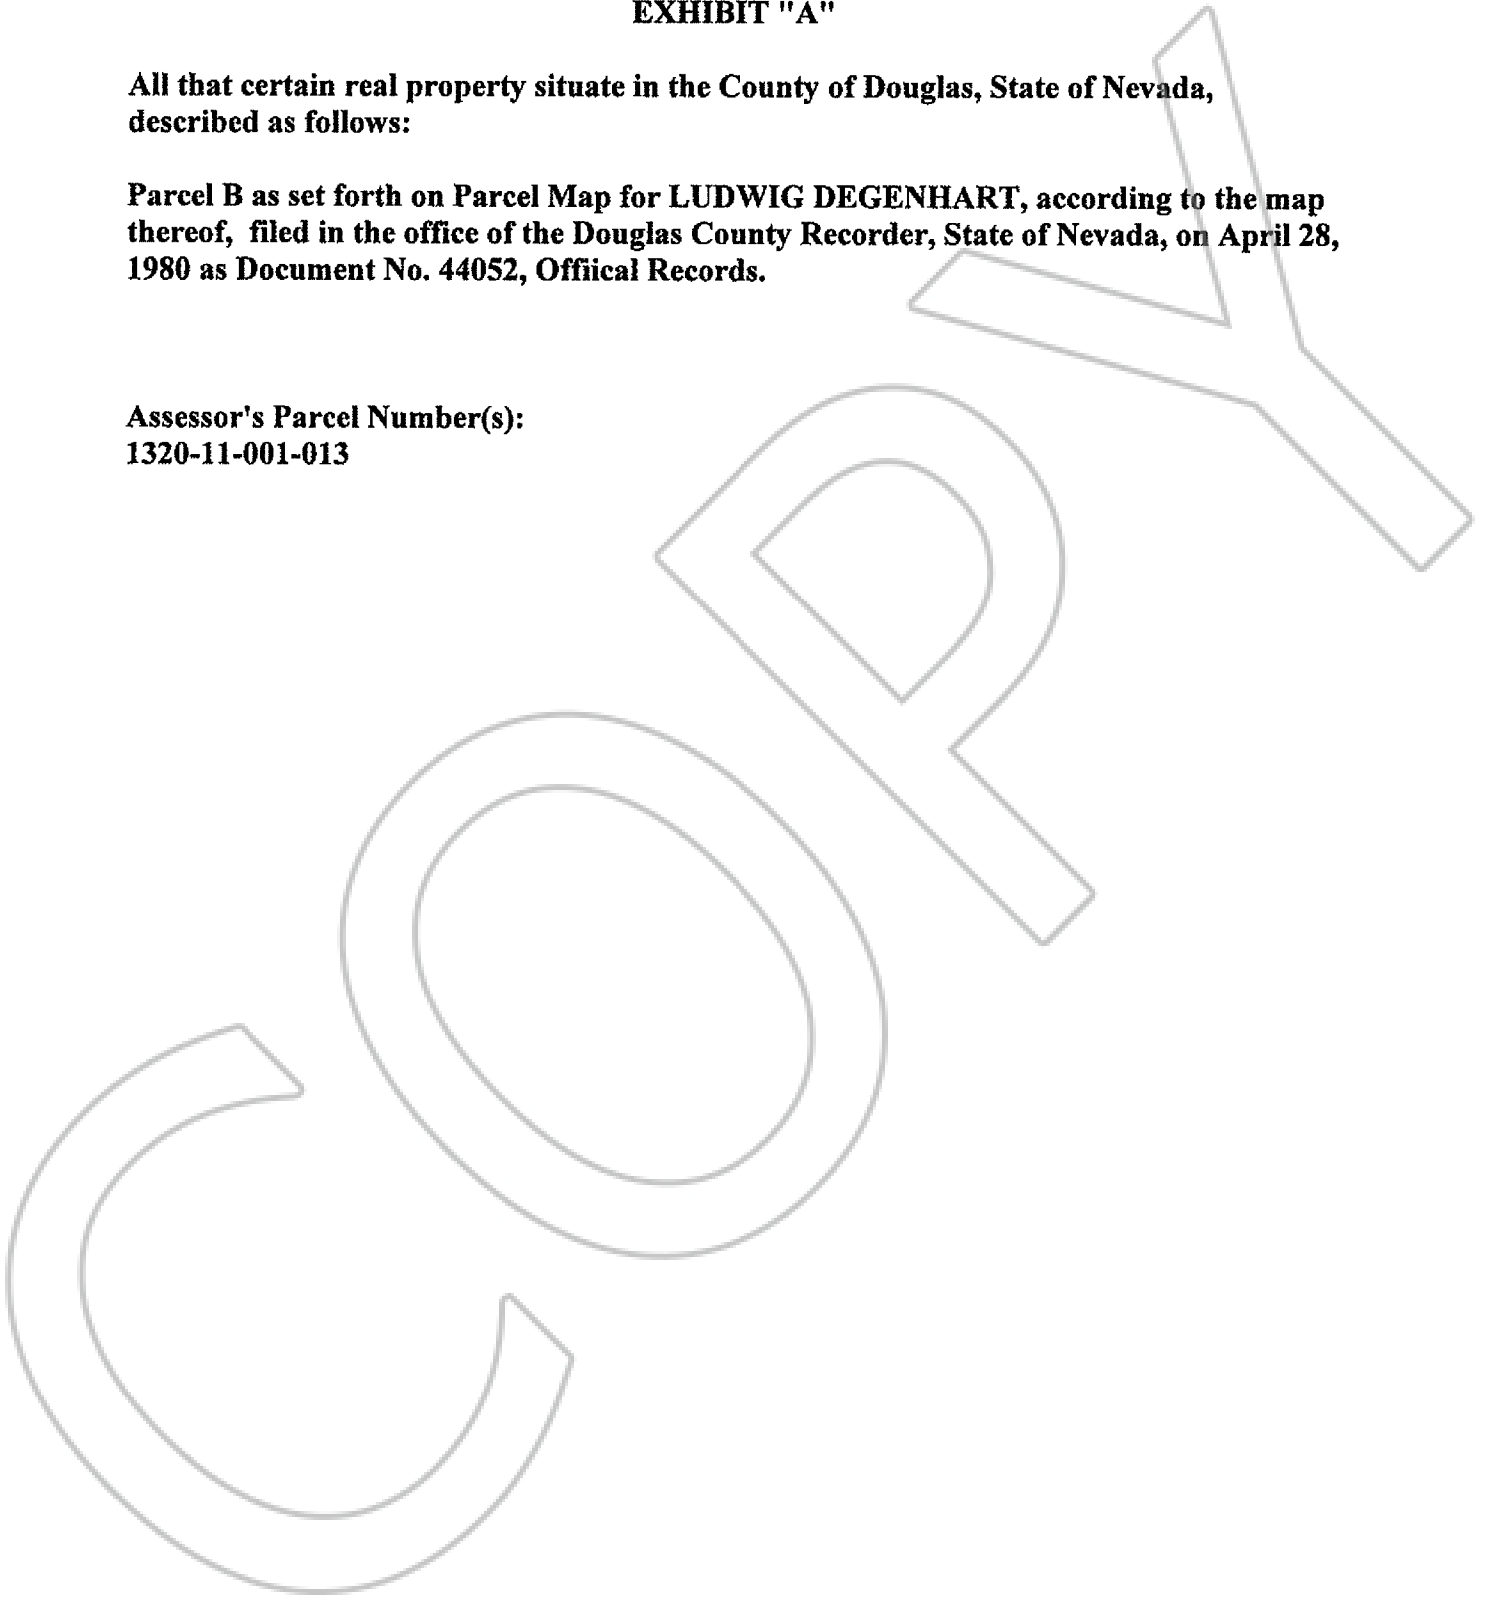 EXHIBIT "A"
All that certain real property situate in the County of Douglas, State of Nevada,
described as follows:
Parcel B as set forth on Parcel Map for LUDWIG DEGENHART, according to the map
thereof, filed in the office of the Douglas County Recorder, State of Nevada, on April 28,
1980 as Document No. 44052, Offiical Records.
Assessor's Parcel Number(s):
1320-11-001-013
COPY